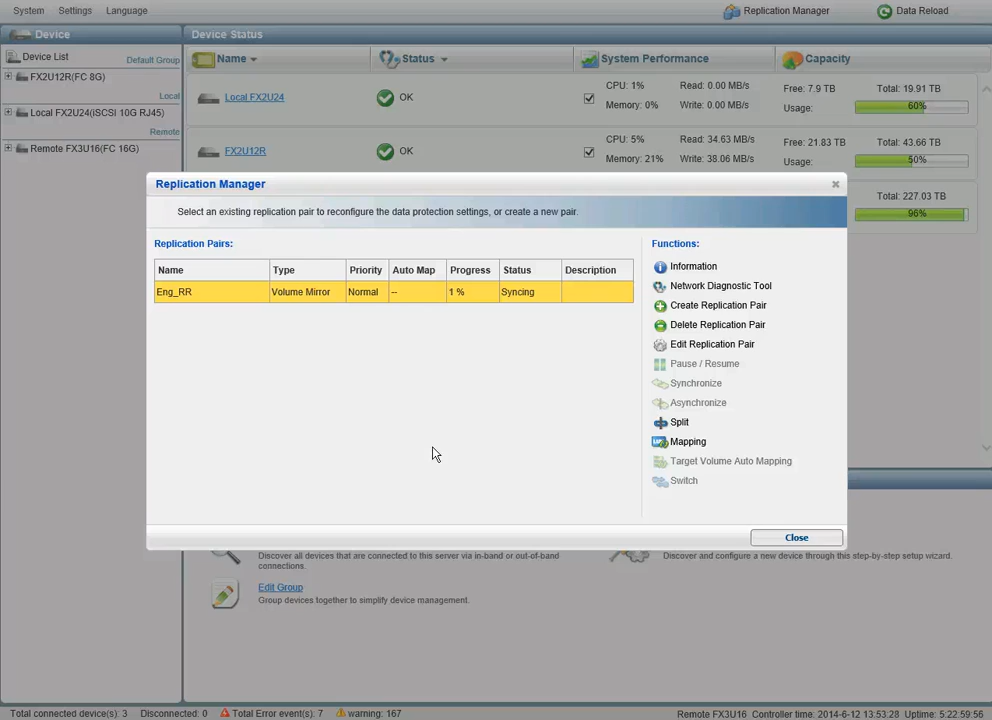 System Settings Language Replication Manager Data Reload
Device
Device Status
Device List Default Group
FX2U12R(FC 8G)
Local
Local FX2U24(iSCSI 10G RJ45)
Remote
Remote FX3U16(FC 16G)
Name Status System Performance Capacity
Local FX2U24 OK CPU: 1% Read: 0.00 MB/s Free: 7.9 TB Total: 19.91 TB
Memory: 0% Write: 0.00 MB/s Usage: 60%
FX2U12R OK CPU: 5% Read: 34.63 MB/s Free: 21.83 TB Total: 43.66 TB
Memory: 21% Write: 38.06 MB/s Usage: 50%
Total: 227.03 TB
96%
Replication Manager
Select an existing replication pair to reconfigure the data protection settings, or create a new pair.
Replication Pairs:
Name Type Priority Auto Map Progress Status Description
Eng_RR Volume Mirror Normal -- 1 % Syncing
Functions:
Information
Network Diagnostic Tool
Create Replication Pair
Delete Replication Pair
Edit Replication Pair
Pause / Resume
Synchronize
Asynchronize
Split
Mapping
Target Volume Auto Mapping
Switch
Close
Discover all devices that are connected to this server via in-band or out-of-band
connections.
Discover and configure a new device through this step-by-step setup wizard.
Edit Group
Group devices together to simplify device management.
Total connected device(s): 3 Disconnected: 0 Total Error event(s): 7 warning: 167 Remote FX3U16 Controller time: 2014-6-12 13:53:28 Uptime: 5:22:59:56